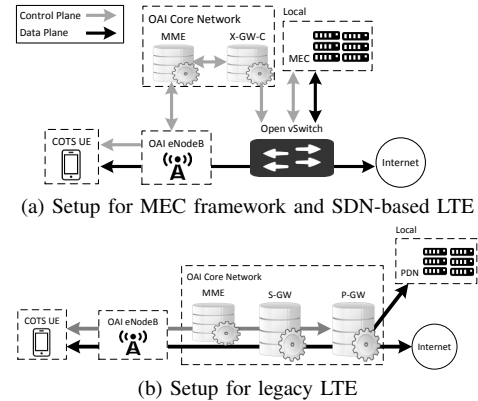 Control Plane
Data Plane
OAI Core Network
MME
X-GW-C
Local
MEC
COTS UE
OAI eNodeB
Open vSwitch
Internet
(a) Setup for MEC framework and SDN-based LTE
Local
PDN
OAI Core Network
MME
S-GW
P-GW
COTS UE
OAI eNodeB
Internet
(b) Setup for legacy LTE